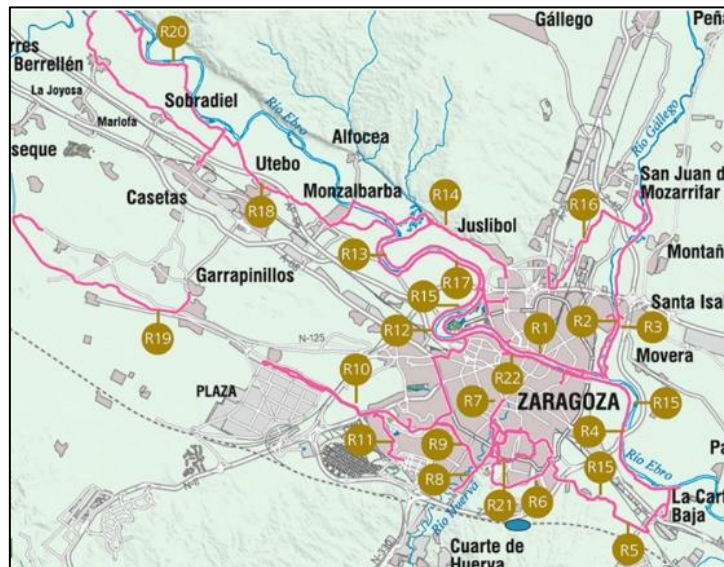 Gállego
Peña
R20
rres
Berrellén
La Joyosa
Sobradiel
Río Ebro
Río Gállego
Marlofa
Alfocea
seque
Utebo
San Juan d
Mozarrifar
Casetas
R18
Monzalbarba
R14
R16
Juslibol
Montañ
R13
R17
Garrapinillos
R15
Santa Isa
R12
R1
R2
R3
R19
N-125
Movera
R10
R22
PLAZA
R7
ZARAGOZA
R15
R4
R11
R9
Pa
R8
R15
Río Ebro
Río Huerva
R21
R6
La Cart
Baja
R5
Cuarte de
Huerva